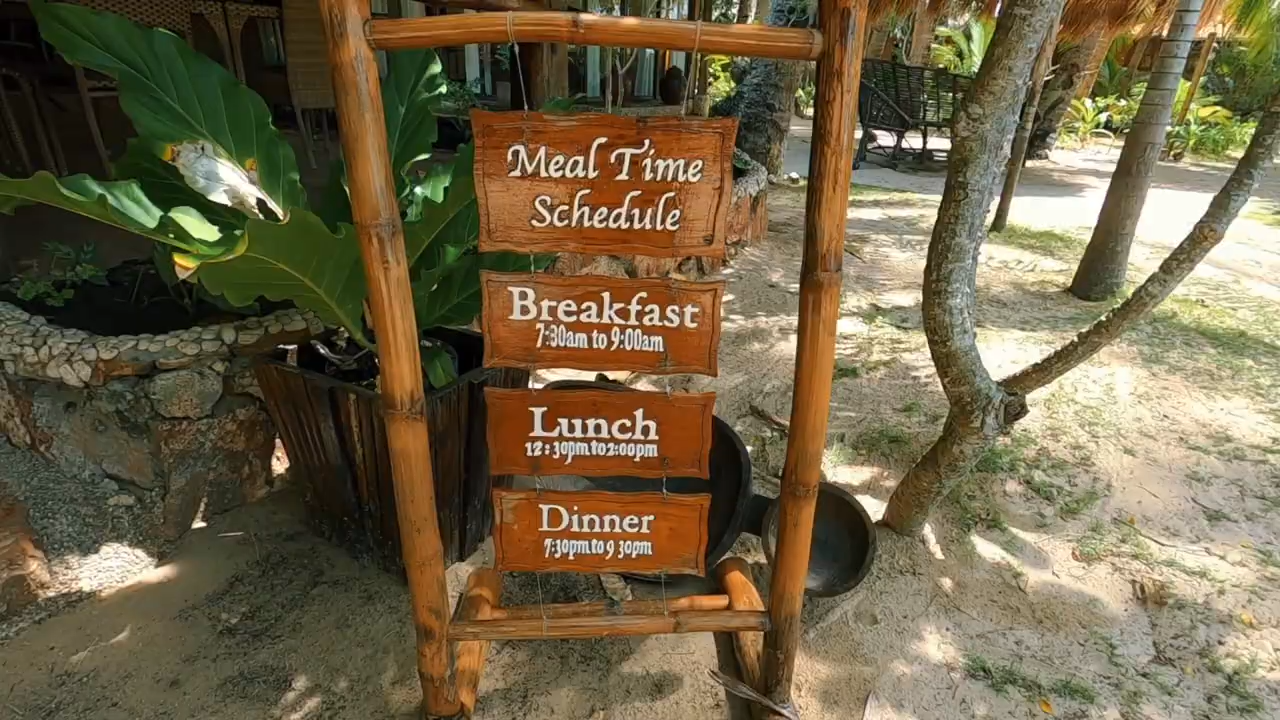 Meal Time
Schedule
Breakfast
7:30am to 9:00am
Lunch
12:30pm to 2:00pm
Dinner
7:30pm to 9 30pm